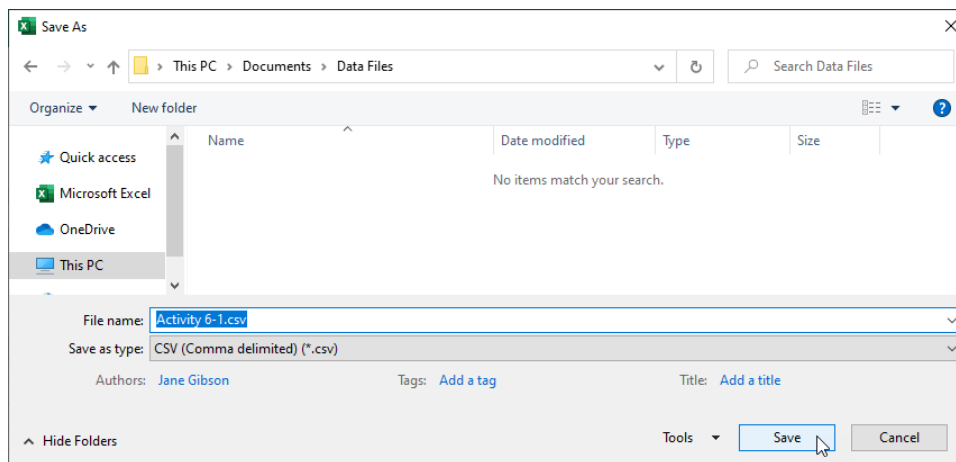 Save As
This PC > Documents > Data Files
Search Data Files
Organize
New folder
?
Name
Date modified
Type
Size
Quick access
No items match your search.
Microsoft Excel
OneDrive
This PC
File name: Activity 6-1.csv
Save as type: CSV (Comma delimited) (*.csv)
Authors: Jane Gibson
Tags: Add a tag
Title: Add a title
Hide Folders
Tools
Save
Cancel